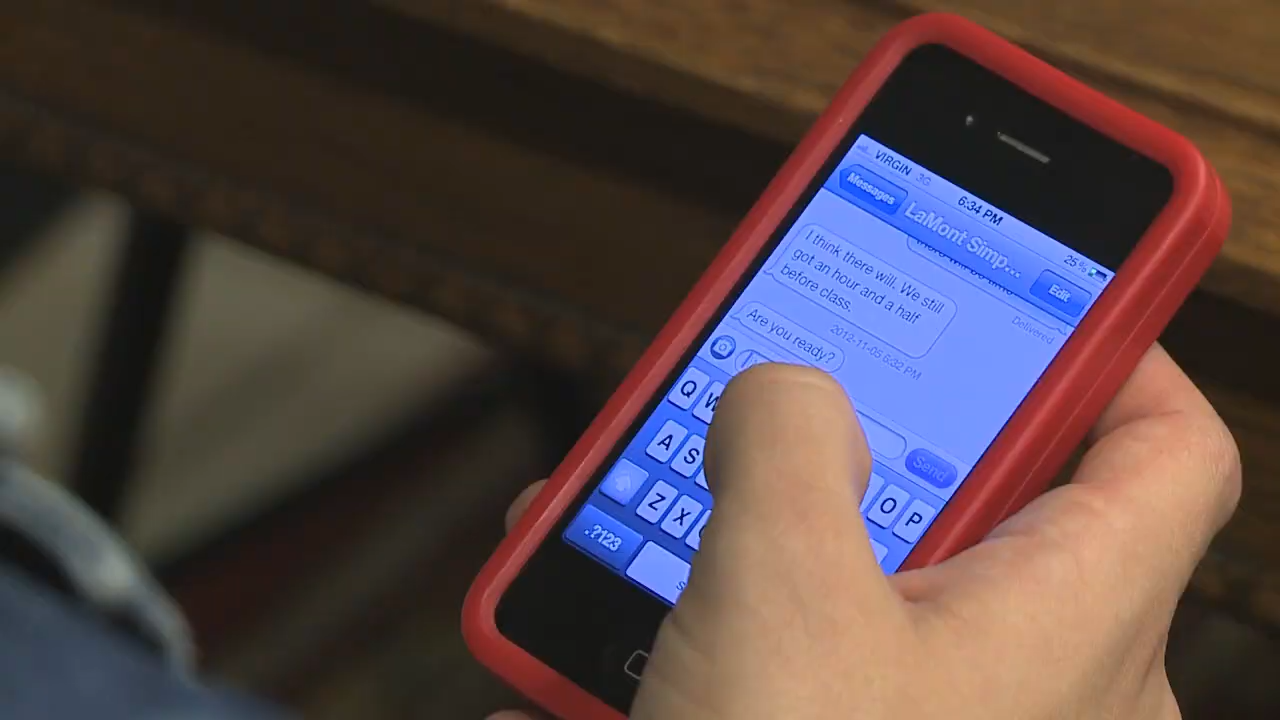 VIRGIN 3G
6:34 PM
25%
Messages
LaMont Simp...
Edit
Delivered
I think there will. We still
got an hour and a half
before class.
2012-11-05 6:32 PM
Are you ready?
Send
Q W O P
A S
Z X
.?123